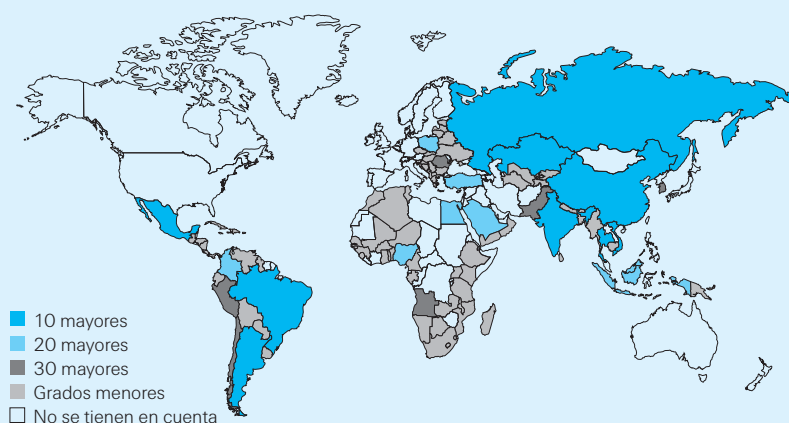 10 mayores
20 mayores
30 mayores
Grados menores
No se tienen en cuenta